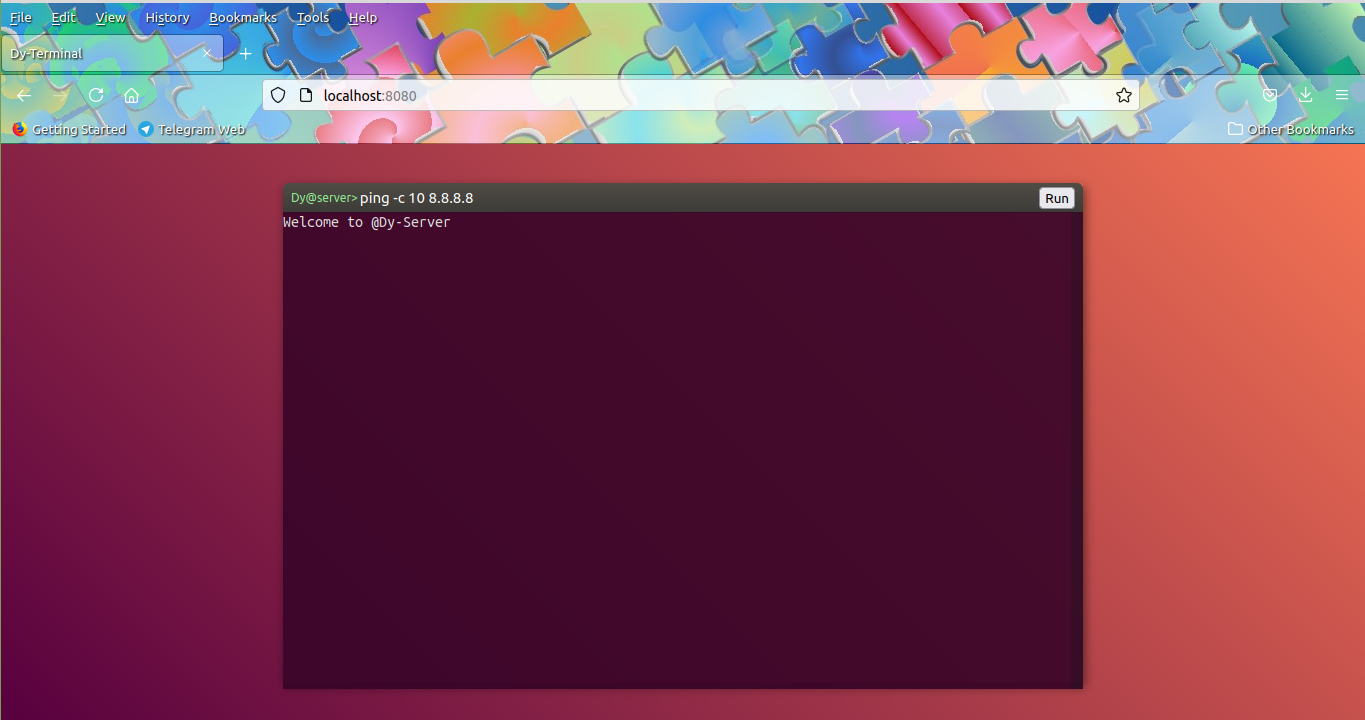 File Edit View History Bookmarks Tools Help
Dy-Terminal
localhost:8080
Getting Started Telegram Web Other Bookmarks
Dy@server> ping -c 10 8.8.8.8 Run
Welcome to @Dy-Server